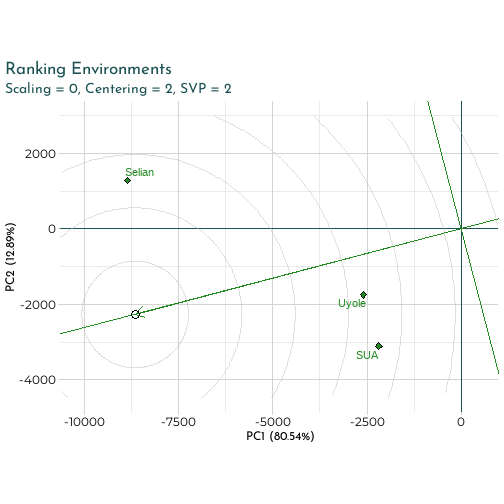 Ranking Environments
Scaling = 0, Centering = 2, SVP = 2
Selian
Uyole
SUA
2000
0
-2000
-4000
PC2 (12.89%)
-10000 -7500 -5000 -2500 0
PC1 (80.54%)